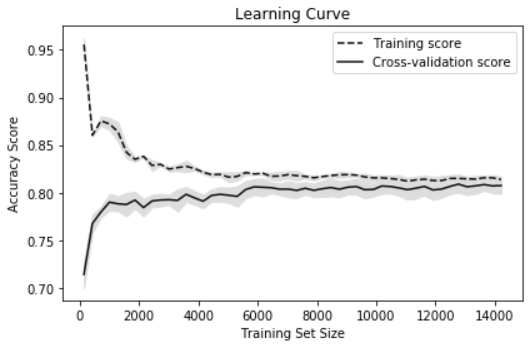 Learning Curve
Training score
Cross-validation score
Accuracy Score
0.95
0.90
0.85
0.80
0.75
0.70
0
2000
4000
6000
8000
10000
12000
14000
Training Set Size